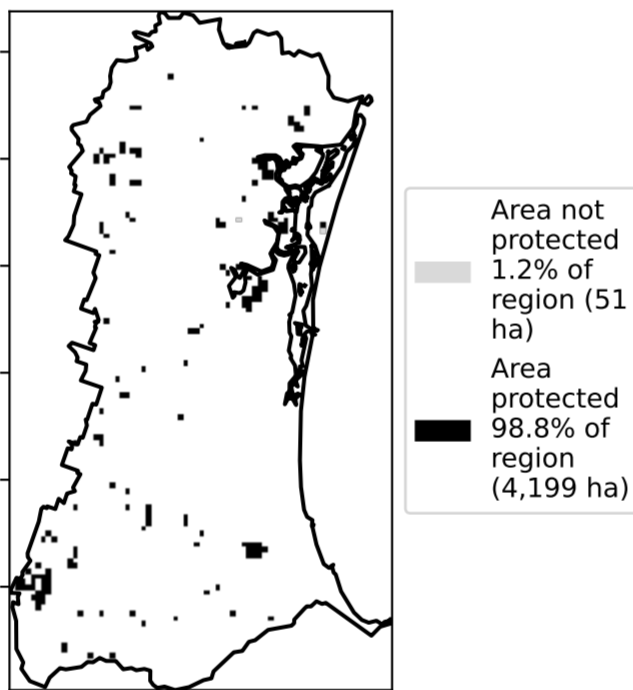 Area not
protected
1.2% of
region (51
ha)
Area
protected
98.8% of
region
(4,199 ha)